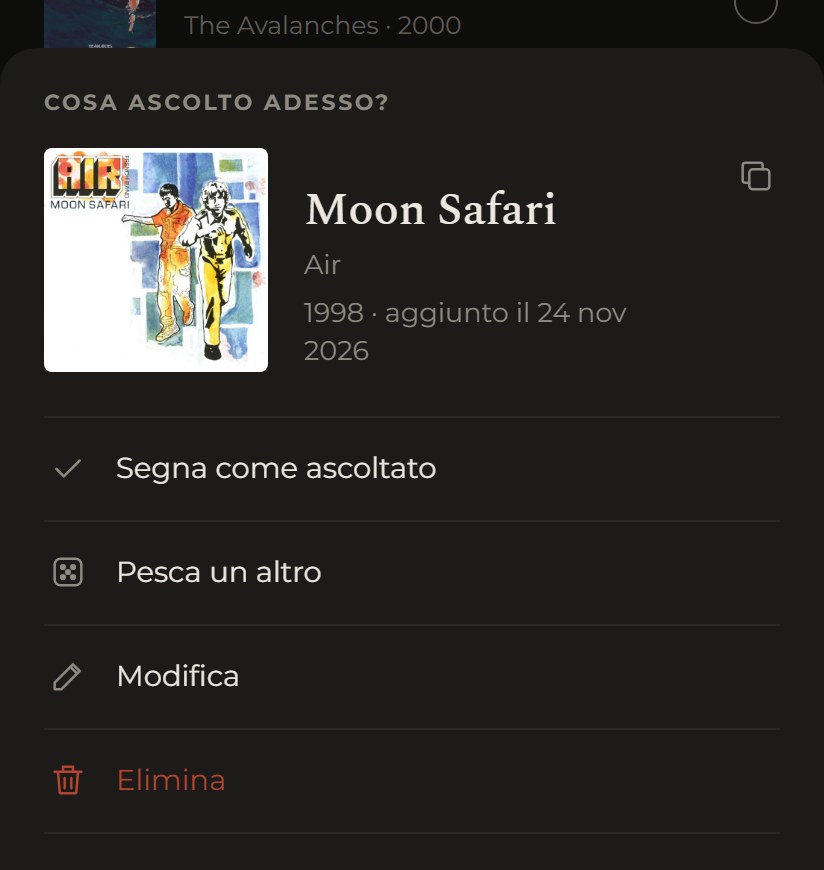 The Avalanches · 2000
COSA ASCOLTO ADESSO?
AIR
MOON SAFARI
Moon Safari
Air
1998 · aggiunto il 24 nov
2026
Segna come ascoltato
Pesca un altro
Modifica
Elimina